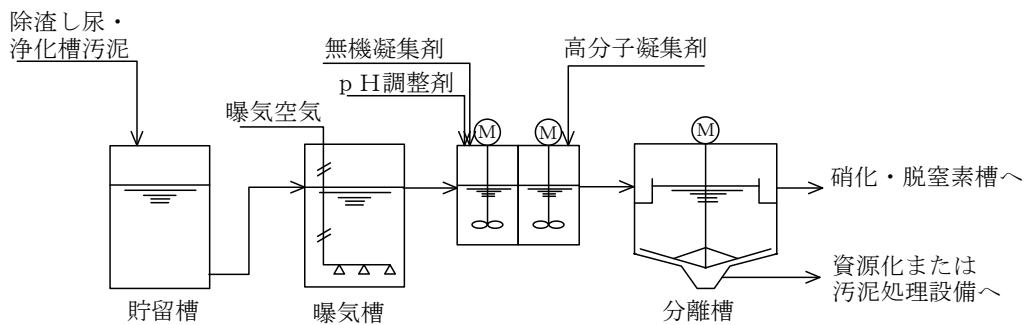 除渣し尿・
浄化槽汚泥
無機凝集剤
ｐＨ調整剤
高分子凝集剤
曝気空気
M
M
M
硝化・脱窒素槽へ
資源化または
汚泥処理設備へ
貯留槽
曝気槽
分離槽